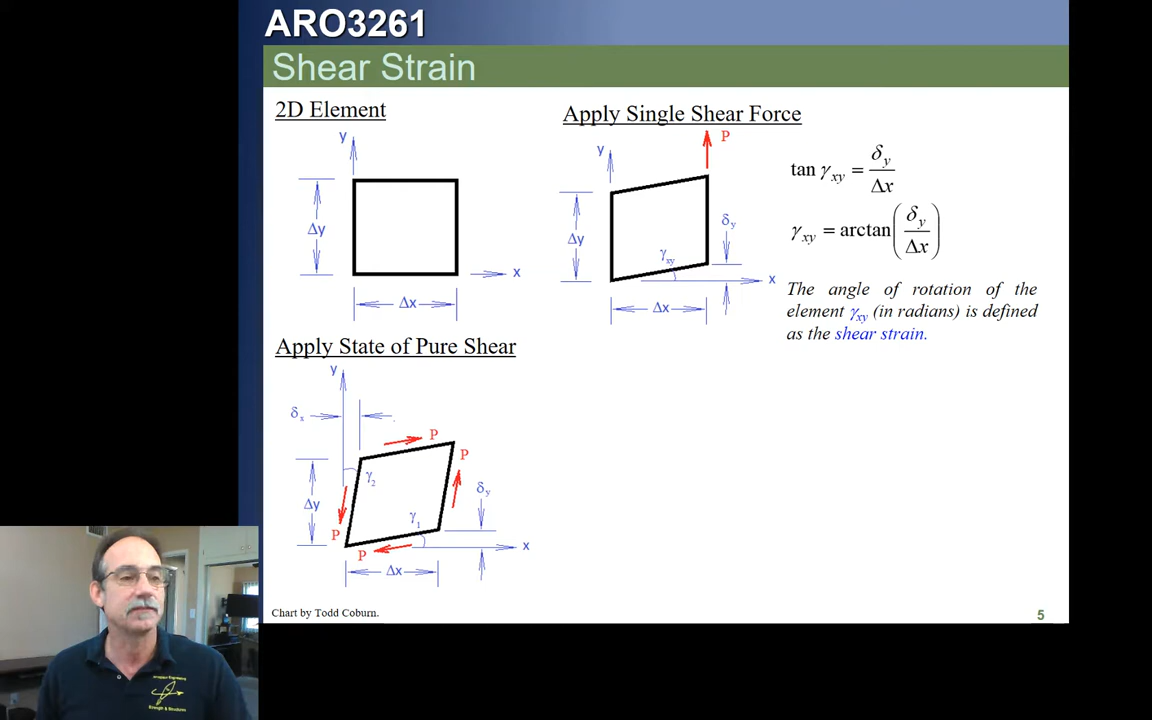 ARO3261
Shear Strain
2D Element
y
Δy
x
Δx
Apply Single Shear Force
P
y
δy
Δy
γxy
x
Δx
tan γxy = δy / Δx
γxy = arctan(δy / Δx)
The angle of rotation of the
element γxy (in radians) is defined
as the shear strain.
Apply State of Pure Shear
y
δx
P
P
γ2
δy
Δy
γ1
P
P
x
Δx
Chart by Todd Coburn.
5